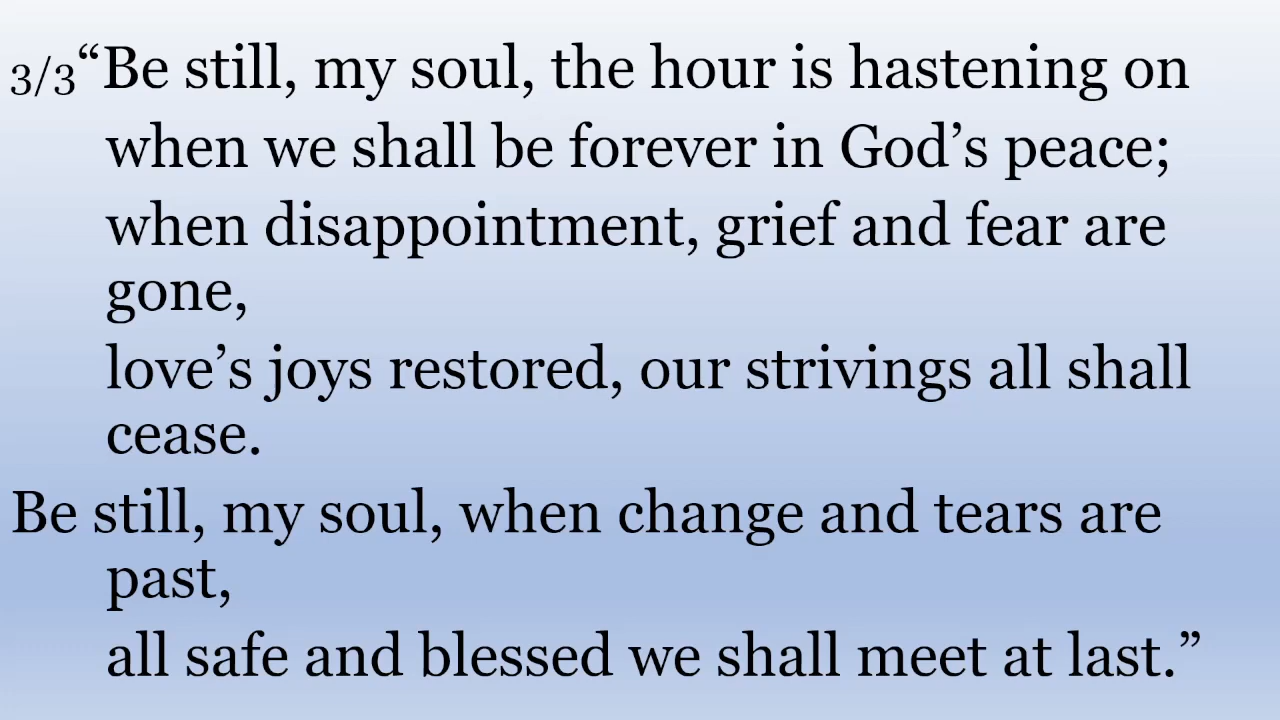 3/3“Be still, my soul, the hour is hastening on
when we shall be forever in God’s peace;
when disappointment, grief and fear are
gone,
love’s joys restored, our strivings all shall
cease.
Be still, my soul, when change and tears are
past,
all safe and blessed we shall meet at last.”